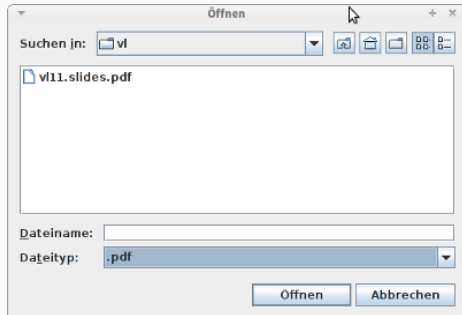 Öffnen
Suchen in: vl
vl11.slides.pdf
Dateiname:
Dateityp: .pdf
Öffnen Abbrechen